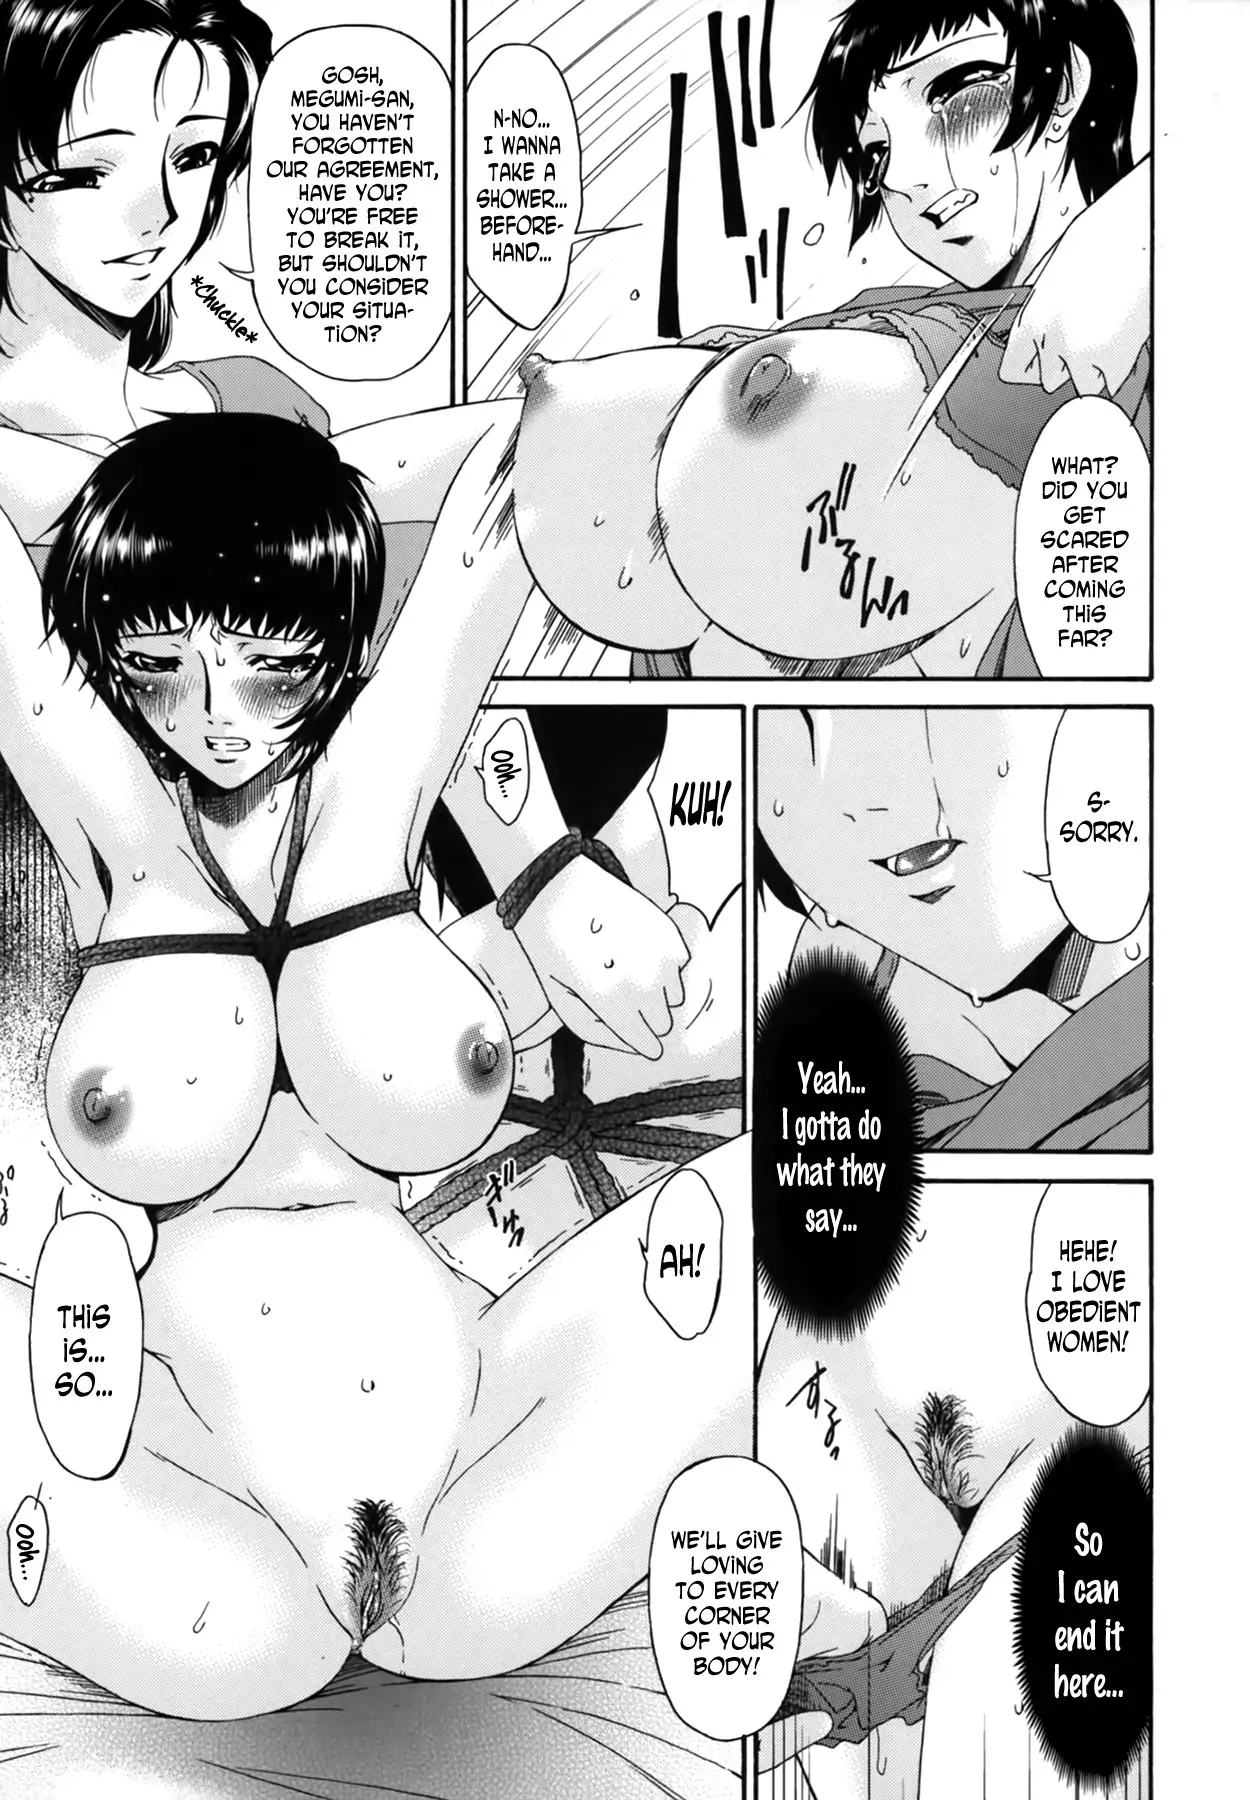 WHAT?
DID YOU
GET
SCARED
AFTER
COMING
THIS
FAR?
N-NO...
I WANNA
TAKE A
SHOWER...
BEFORE-
HAND...
GOSH,
MEGUMI-SAN,
YOU HAVEN'T
FORGOTTEN
OUR AGREEMENT,
HAVE YOU?
YOU'RE FREE
TO BREAK IT,
BUT SHOULDN'T
YOU CONSIDER
YOUR SITUA-
TION?
*Chuckle*
S-
SORRY.
Yeah...
I gotta do
what they
say...
HEHE!
I LOVE
OBEDIENT
WOMEN!
So
I can
end it
here...
WE'LL GIVE
LOVING
TO EVERY
CORNER
OF YOUR
BODY!
KUH!
OOH...
AH!
THIS
IS...
SO...
OOH...